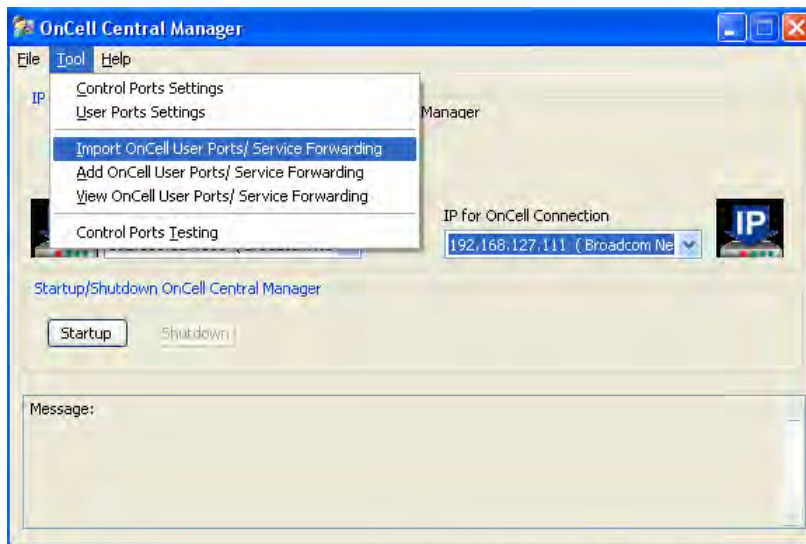 OnCell Central Manager
File Tool Help
Control Ports Settings
User Ports Settings
Import OnCell User Ports/ Service Forwarding
Add OnCell User Ports/ Service Forwarding
View OnCell User Ports/ Service Forwarding
Control Ports Testing
IP
Manager
IP for OnCell Connection
192.168.127.111 ( Broadcom Ne
IP
Startup/Shutdown OnCell Central Manager
Startup Shutdown
Message: